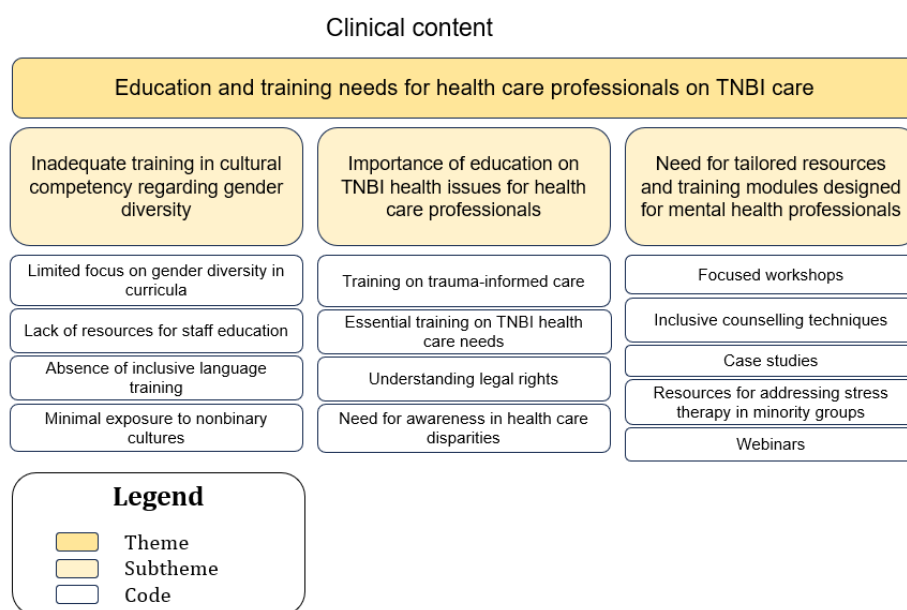 Clinical content
Education and training needs for health care professionals on TNBI care
Inadequate training in cultural
competency regarding gender
diversity
Limited focus on gender diversity in
curricula
Lack of resources for staff education
Absence of inclusive language
training
Minimal exposure to nonbinary
cultures
Importance of education on
TNBI health issues for health
care professionals
Training on trauma-informed care
Essential training on TNBI health
care needs
Understanding legal rights
Need for awareness in health care
disparities
Need for tailored resources
and training modules designed
for mental health professionals
Focused workshops
Inclusive counselling techniques
Case studies
Resources for addressing stress
therapy in minority groups
Webinars
Legend
Theme
Subtheme
Code